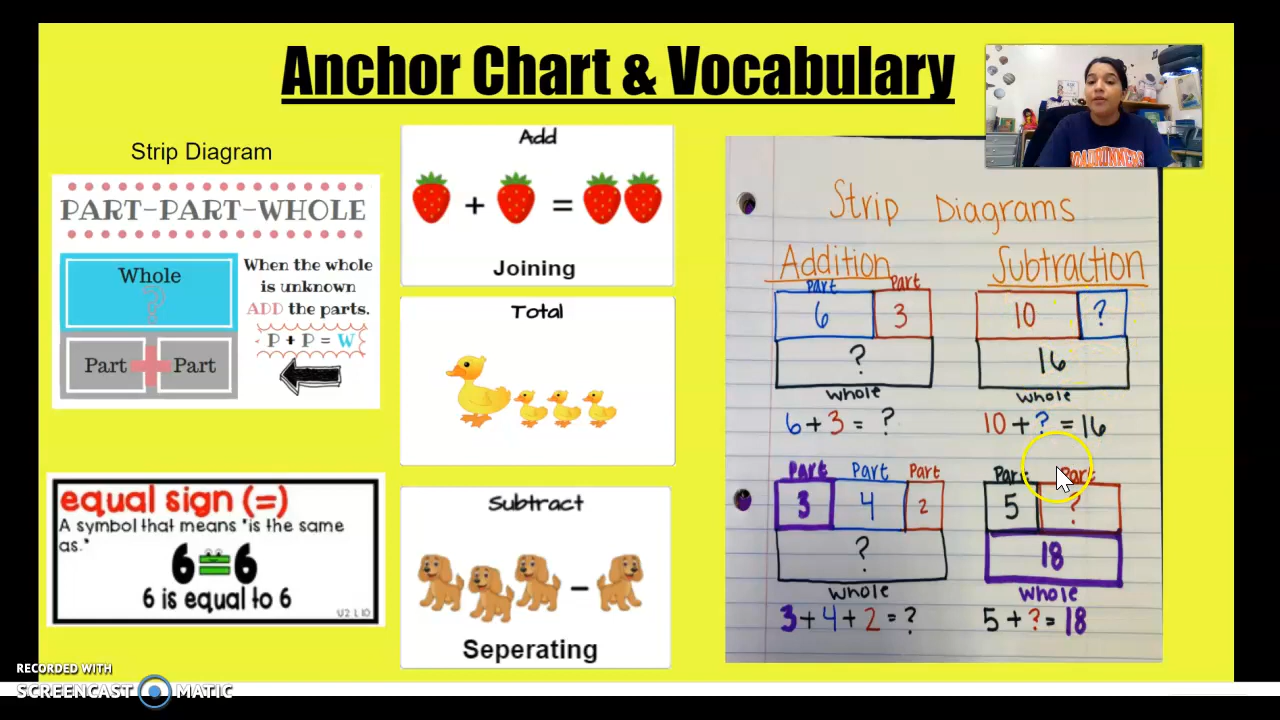 Anchor Chart & Vocabulary
Strip Diagram
PART-PART-WHOLE
Whole
?
Part + Part
When the whole
is unknown
ADD the parts.
P + P = W
equal sign (=)
A symbol that means "is the same
as."
6 = 6
6 is equal to 6
U2 L 10
Add
+ =
Joining
Total
Subtract
-
Seperating
Strip Diagrams
Addition
Part Part
6 3
?
whole
6 + 3 = ?
Part Part Part
3 4 2
?
whole
3 + 4 + 2 = ?
Subtraction
10 ?
16
whole
10 + ? = 16
Part Part
5 ?
18
whole
5 + ? = 18
RECORDED WITH
SCREENCAST MATIC